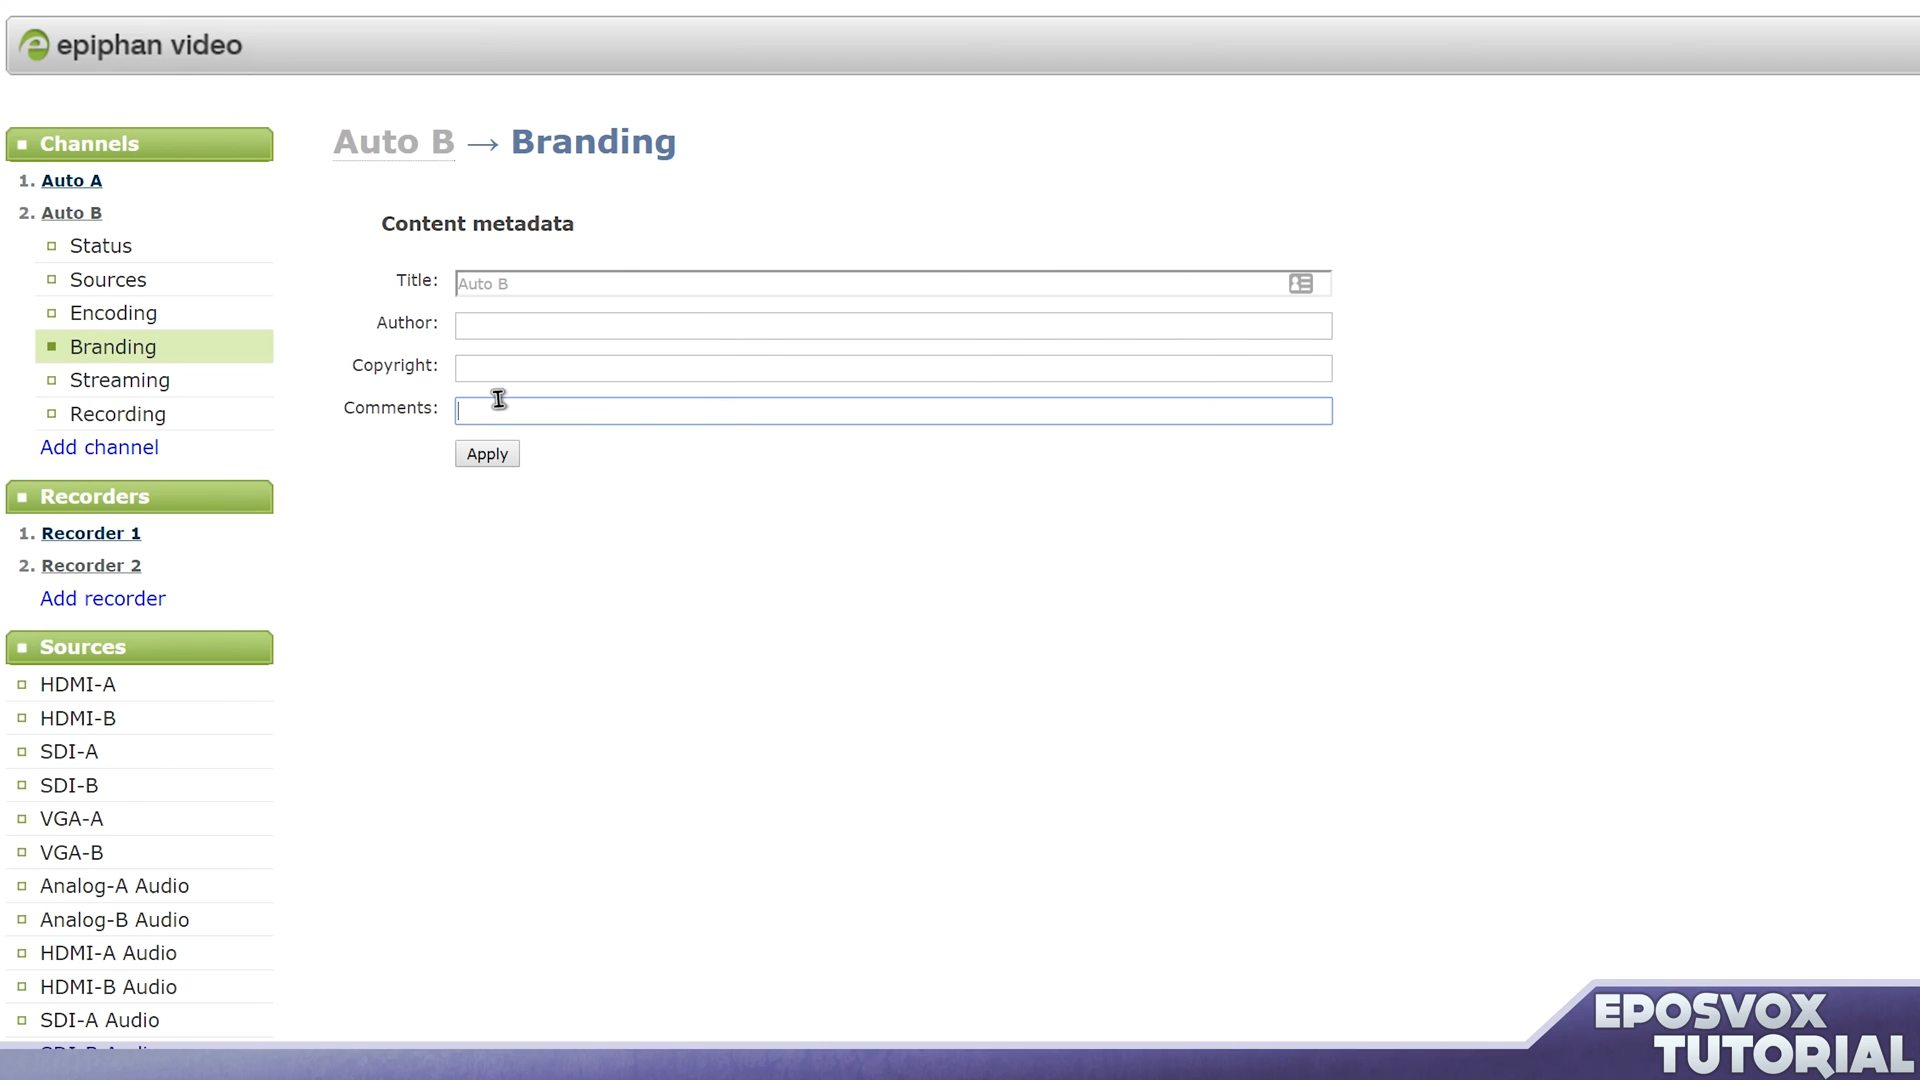 epiphan video
Channels
1. Auto A
2. Auto B
Status
Sources
Encoding
Branding
Streaming
Recording
Add channel
Recorders
1. Recorder 1
2. Recorder 2
Add recorder
Sources
HDMI-A
HDMI-B
SDI-A
SDI-B
VGA-A
VGA-B
Analog-A Audio
Analog-B Audio
HDMI-A Audio
HDMI-B Audio
SDI-A Audio
Auto B → Branding
Content metadata
Title: Auto B
Author:
Copyright:
Comments:
Apply
EPOSVOX
TUTORIAL